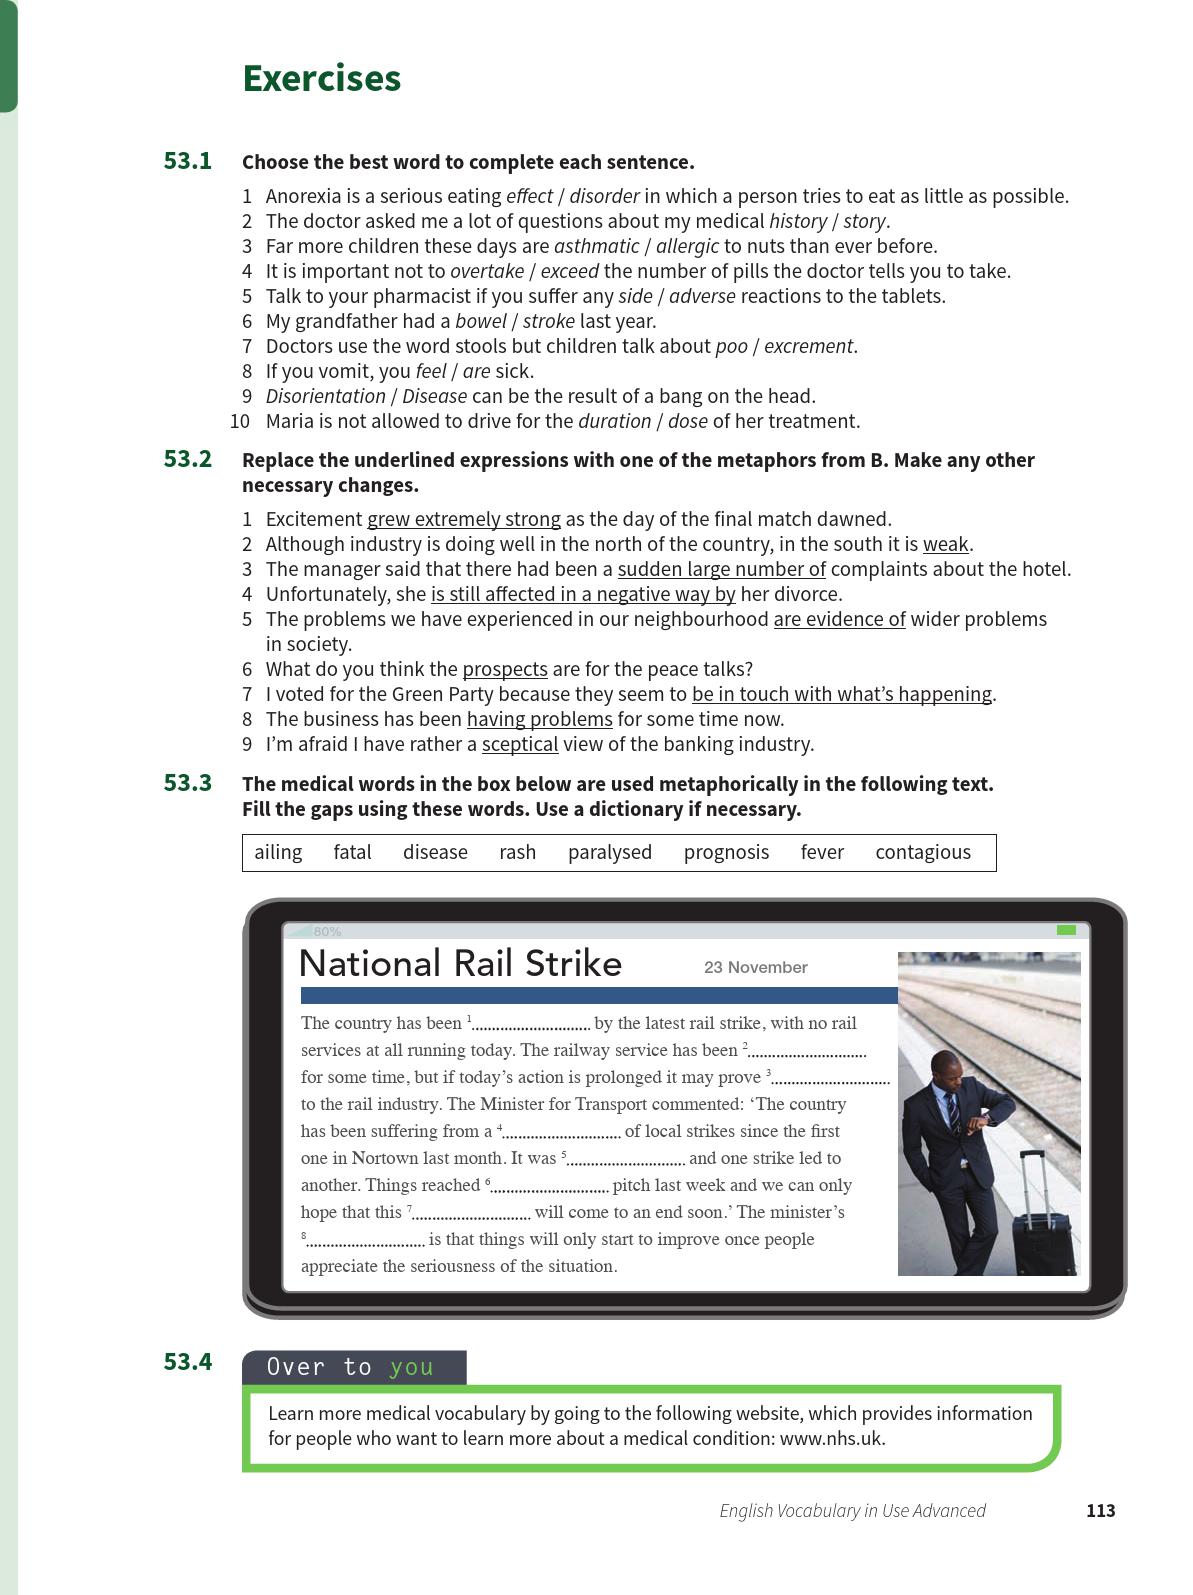 Exercises
53.1 Choose the best word to complete each sentence.
1 Anorexia is a serious eating effect / disorder in which a person tries to eat as little as possible.
2 The doctor asked me a lot of questions about my medical history / story.
3 Far more children these days are asthmatic / allergic to nuts than ever before.
4 It is important not to overtake / exceed the number of pills the doctor tells you to take.
5 Talk to your pharmacist if you suffer any side / adverse reactions to the tablets.
6 My grandfather had a bowel / stroke last year.
7 Doctors use the word stools but children talk about poo / excrement.
8 If you vomit, you feel / are sick.
9 Disorientation / Disease can be the result of a bang on the head.
10 Maria is not allowed to drive for the duration / dose of her treatment.
53.2 Replace the underlined expressions with one of the metaphors from B. Make any other
necessary changes.
1 Excitement grew extremely strong as the day of the final match dawned.
2 Although industry is doing well in the north of the country, in the south it is weak.
3 The manager said that there had been a sudden large number of complaints about the hotel.
4 Unfortunately, she is still affected in a negative way by her divorce.
5 The problems we have experienced in our neighbourhood are evidence of wider problems
in society.
6 What do you think the prospects are for the peace talks?
7 I voted for the Green Party because they seem to be in touch with what's happening.
8 The business has been having problems for some time now.
9 I'm afraid I have rather a sceptical view of the banking industry.
53.3 The medical words in the box below are used metaphorically in the following text.
Fill the gaps using these words. Use a dictionary if necessary.
ailing fatal disease rash paralysed prognosis fever contagious
80%
National Rail Strike 23 November
The country has been 1............................. by the latest rail strike, with no rail
services at all running today. The railway service has been 2.............................
for some time, but if today's action is prolonged it may prove 3.............................
to the rail industry. The Minister for Transport commented: 'The country
has been suffering from a 4............................. of local strikes since the first
one in Nortown last month. It was 5............................. and one strike led to
another. Things reached 6............................. pitch last week and we can only
hope that this 7............................. will come to an end soon.' The minister's
8............................. is that things will only start to improve once people
appreciate the seriousness of the situation.
53.4 Over to you
Learn more medical vocabulary by going to the following website, which provides information
for people who want to learn more about a medical condition: www.nhs.uk.
English Vocabulary in Use Advanced 113